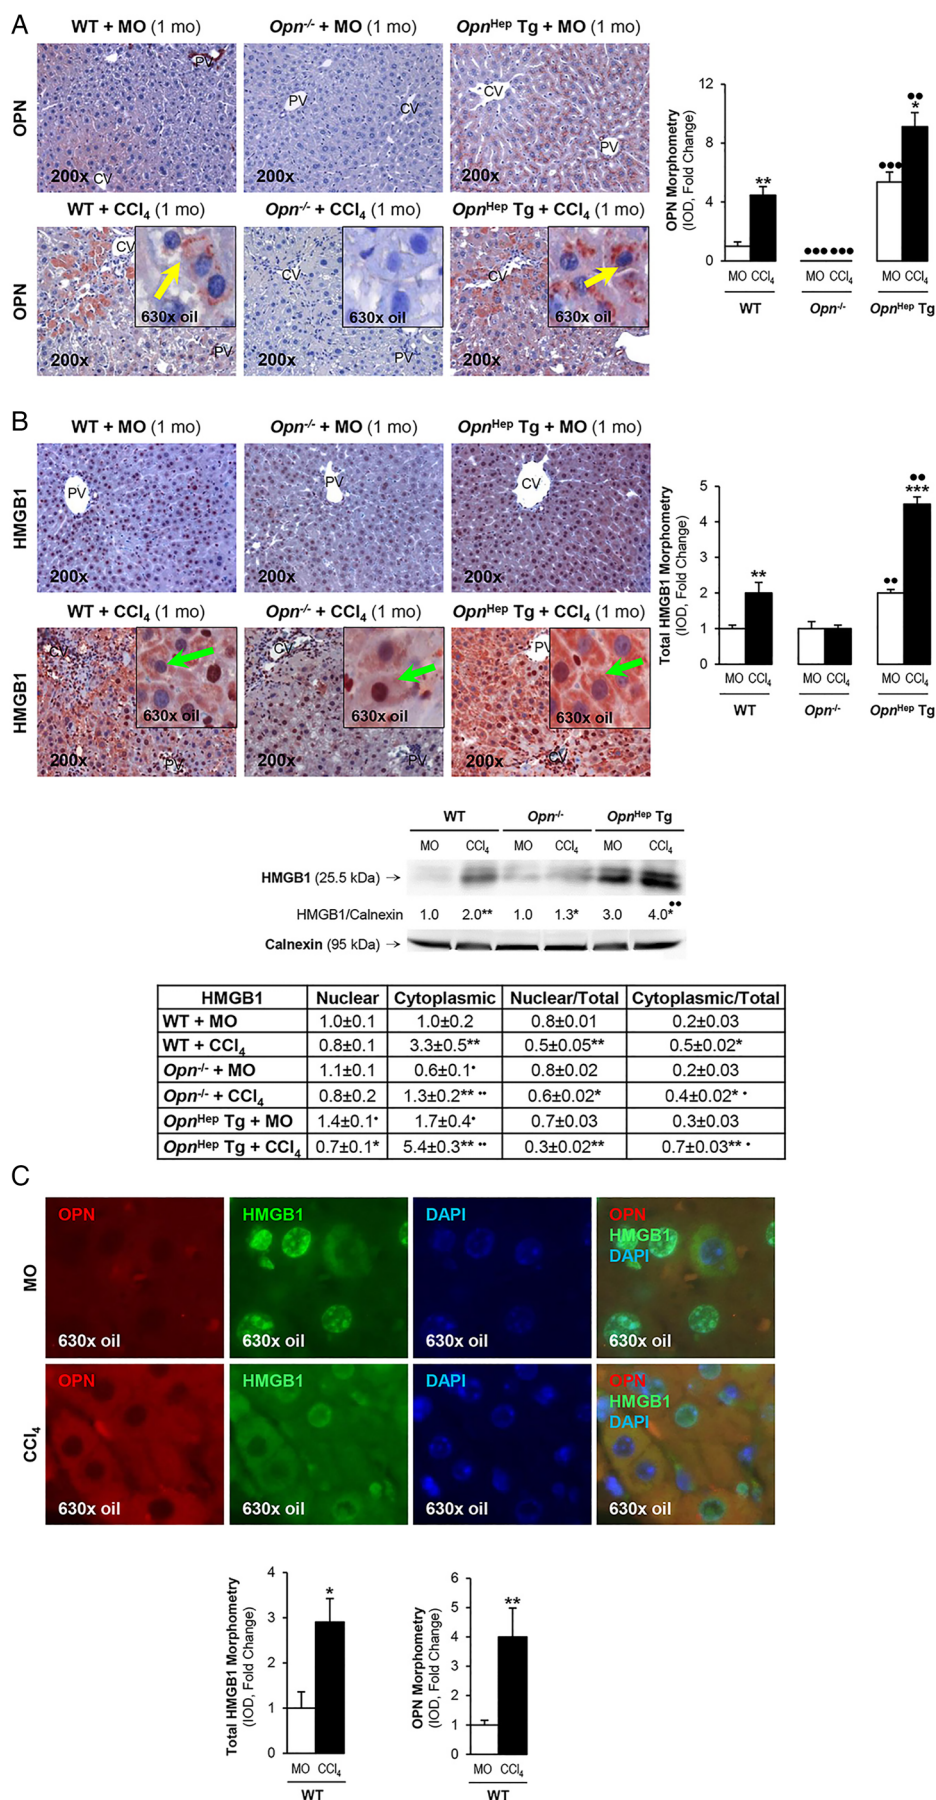 A
WT + MO (1 mo)
Opn-/- + MO (1 mo)
OpnHep Tg + MO (1 mo)
OPN
PV
CV
200x
PV
CV
200x
CV
PV
200x
WT + CCl4 (1 mo)
Opn-/- + CCl4 (1 mo)
OpnHep Tg + CCl4 (1 mo)
OPN
CV
630x oil
PV
200x
CV
630x oil
PV
200x
CV
630x oil
200x
OPN Morphometry
(IOD, Fold Change)
12
8
4
0
**
•••
•••
•••
••
*
MO CCl4
MO CCl4
MO CCl4
WT
Opn-/-
OpnHep Tg
B
WT + MO (1 mo)
Opn-/- + MO (1 mo)
OpnHep Tg + MO (1 mo)
HMGB1
PV
200x
PV
200x
CV
200x
WT + CCl4 (1 mo)
Opn-/- + CCl4 (1 mo)
OpnHep Tg + CCl4 (1 mo)
HMGB1
CV
630x oil
PV
200x
CV
630x oil
PV
200x
PV
630x oil
CV
200x
Total HMGB1 Morphometry
(IOD, Fold Change)
5
4
3
2
1
0
**
••
••
***
MO CCl4
MO CCl4
MO CCl4
WT
Opn-/-
OpnHep Tg
WT
Opn-/-
OpnHep Tg
MO CCl4 MO CCl4 MO CCl4
HMGB1 (25.5 kDa) →
HMGB1/Calnexin 1.0 2.0** 1.0 1.3* 3.0 4.0*••
Calnexin (95 kDa) →
HMGB1 Nuclear Cytoplasmic Nuclear/Total Cytoplasmic/Total
WT + MO 1.0±0.1 1.0±0.2 0.8±0.01 0.2±0.03
WT + CCl4 0.8±0.1 3.3±0.5** 0.5±0.05** 0.5±0.02*
Opn-/- + MO 1.1±0.1 0.6±0.1• 0.8±0.02 0.2±0.03
Opn-/- + CCl4 0.8±0.2 1.3±0.2** •• 0.6±0.02* 0.4±0.02* •
OpnHep Tg + MO 1.4±0.1• 1.7±0.4• 0.7±0.03 0.3±0.03
OpnHep Tg + CCl4 0.7±0.1* 5.4±0.3** •• 0.3±0.02** 0.7±0.03** •
C
MO
OPN
630x oil
HMGB1
630x oil
DAPI
630x oil
OPN
HMGB1
DAPI
630x oil
CCl4
OPN
630x oil
HMGB1
630x oil
DAPI
630x oil
OPN
HMGB1
DAPI
630x oil
Total HMGB1 Morphometry
(IOD, Fold Change)
4
3
2
1
0
*
MO CCl4
WT
OPN Morphometry
(IOD, Fold Change)
6
5
4
3
2
1
0
**
MO CCl4
WT